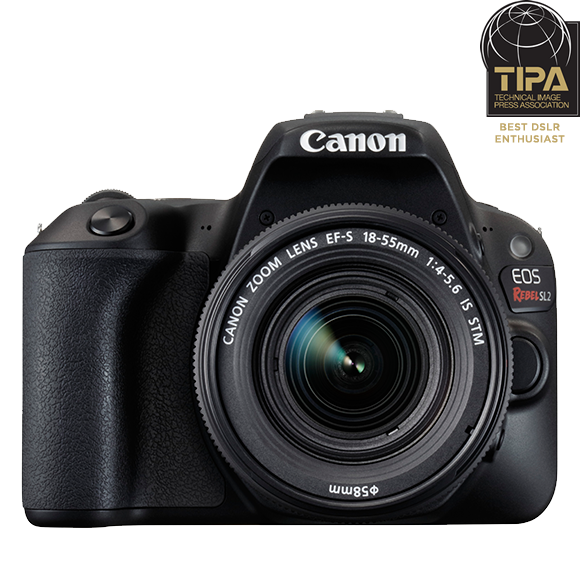 TIPA
TECHNICAL IMAGE
PRESS ASSOCIATION
BEST DSLR
ENTHUSIAST
Canon
CANON ZOOM LENS EF-S 18-55mm 1:4-5.6 IS STM
EOS
REBEL SL2
ϕ58mm